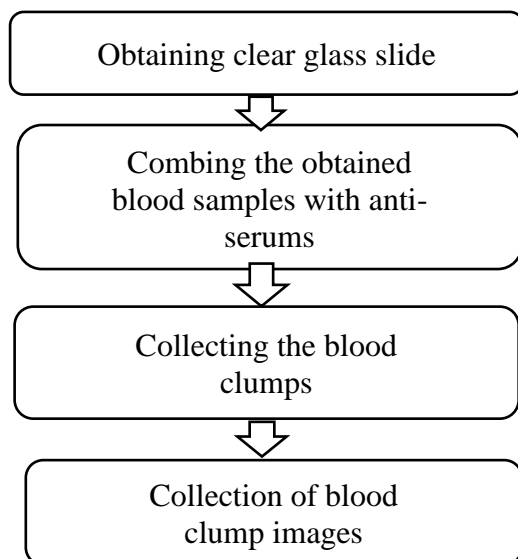 Obtaining clear glass slide
Combing the obtained
blood samples with anti-
serums
Collecting the blood
clumps
Collection of blood
clump images